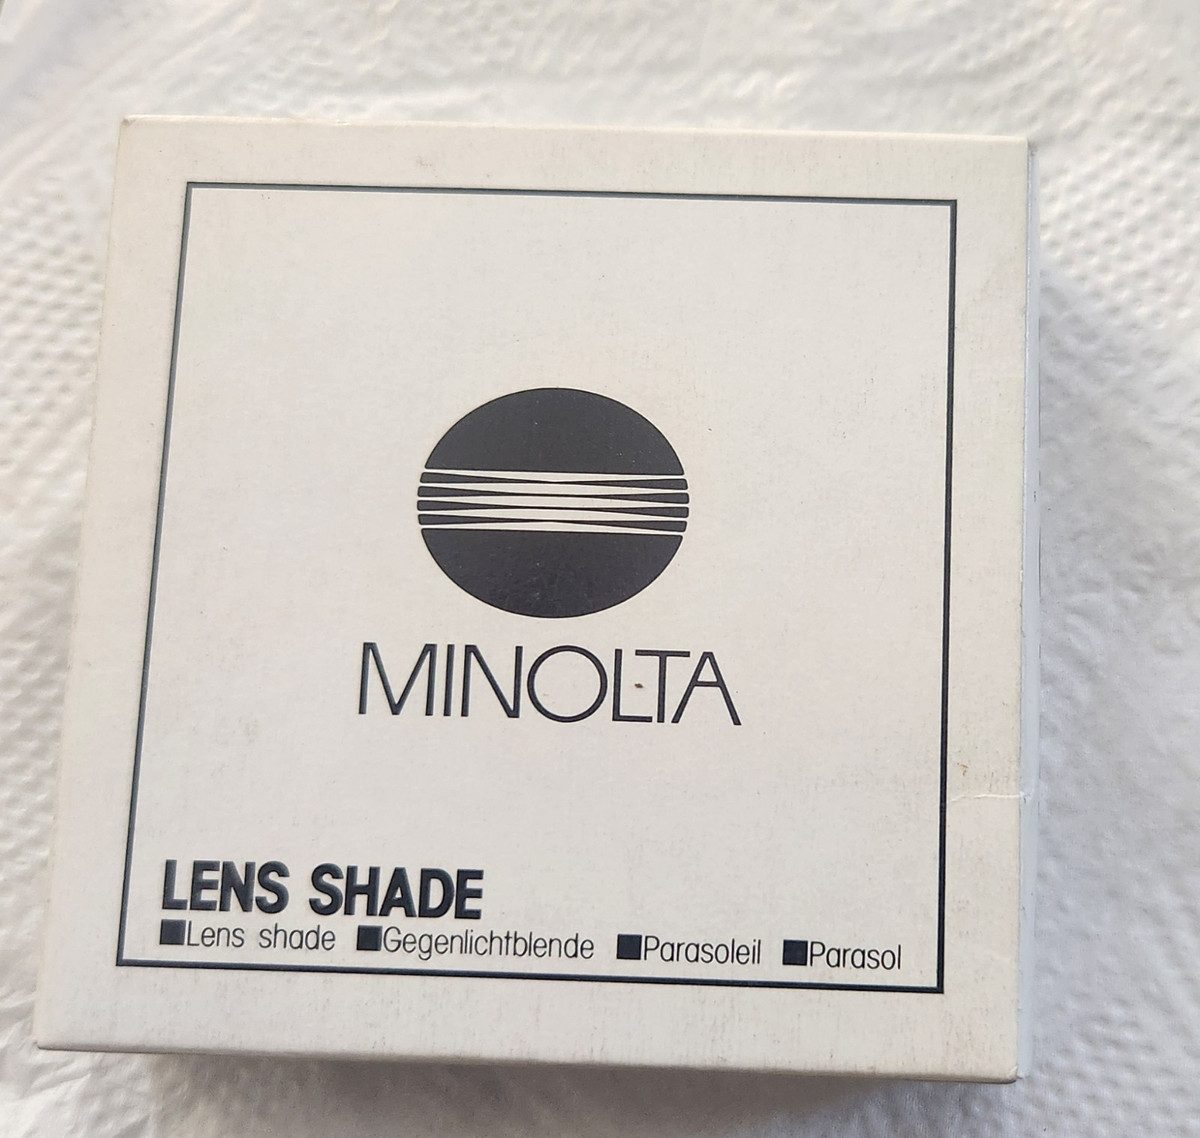 MINOLTA
LENS SHADE
■Lens shade ■Gegenlichtblende ■Parasoleil ■Parasol